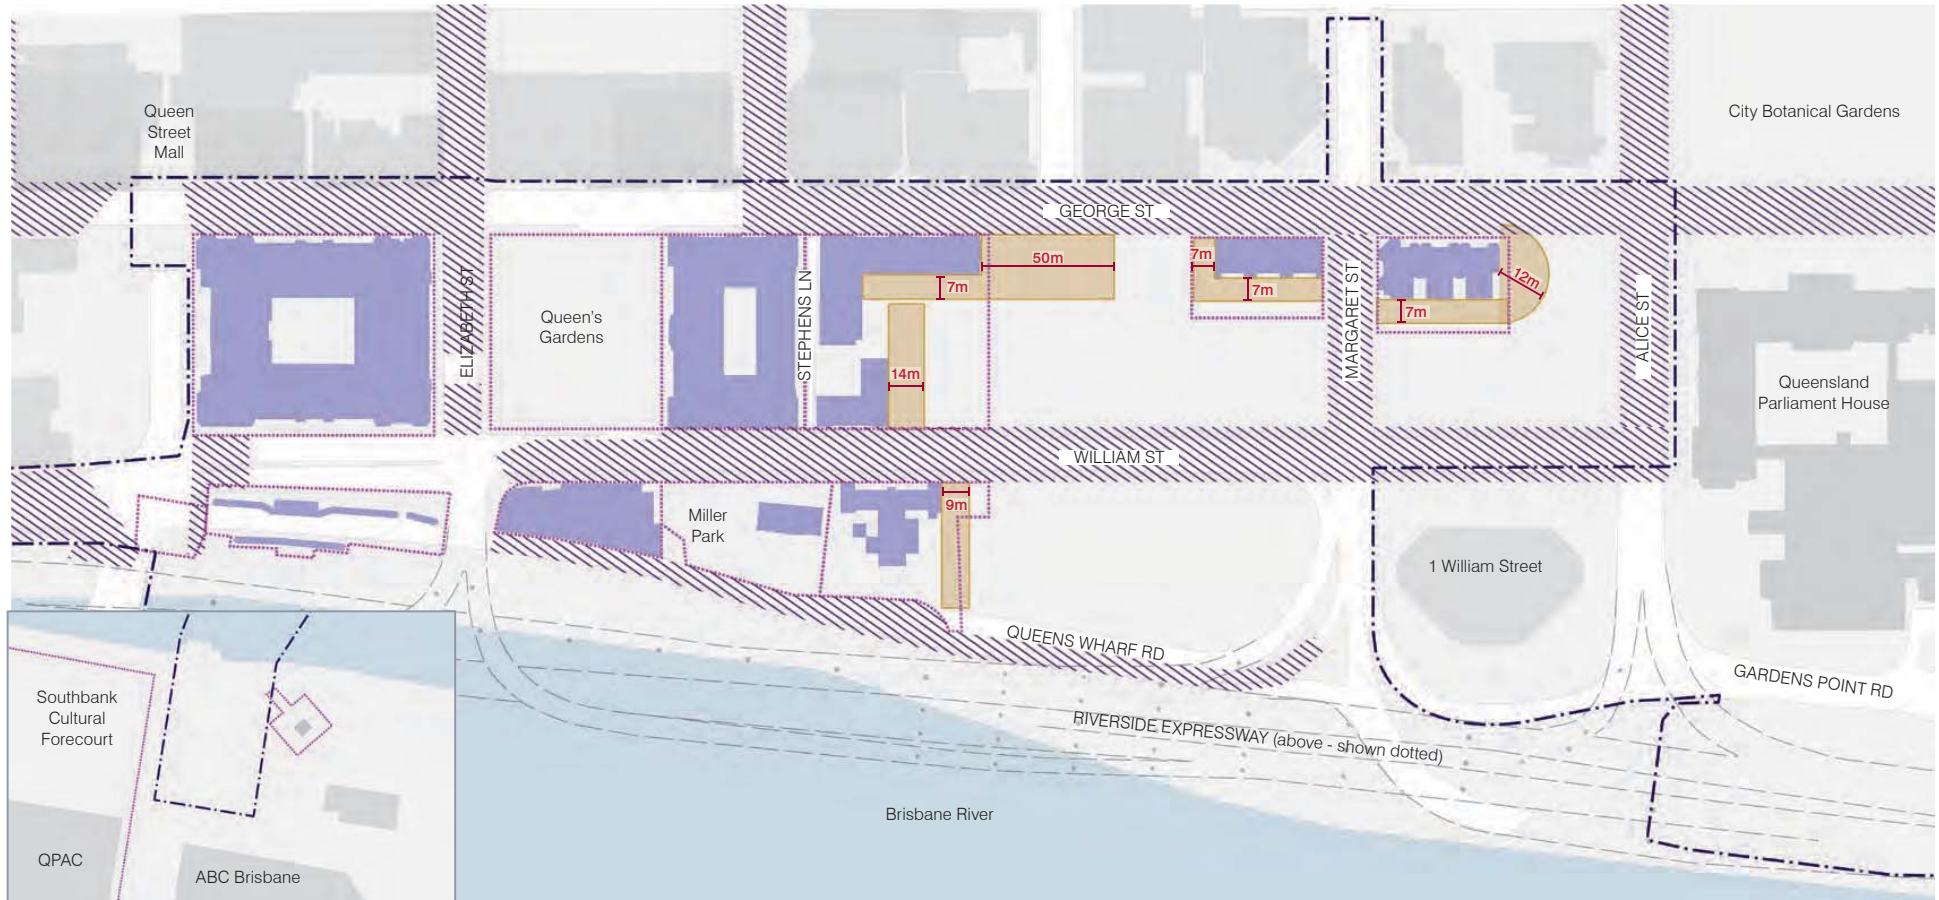 Queen
Street
Mall
City Botanical Gardens
GEORGE ST
ELIZABETH ST
Queen's
Gardens
STEPHENS LN
50m
7m
14m
7m
7m
MARGARET ST
12m
7m
ALICE ST
Queensland
Parliament House
WILLIAM ST
Miller
Park
9m
1 William Street
QUEENS WHARF RD
GARDENS POINT RD
RIVERSIDE EXPRESSWAY (above - shown dotted)
Brisbane River
Southbank
Cultural
Forecourt
QPAC
ABC Brisbane